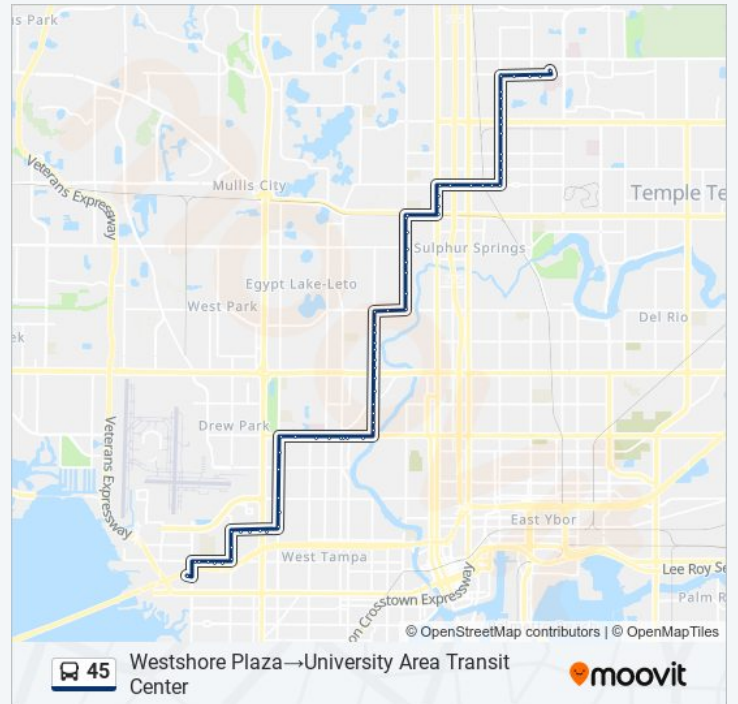 s Park
Veterans Expressway
Mullis City
Temple Te
Sulphur Springs
Egypt Lake-Leto
West Park
Del Rio
ek
Drew Park
Veterans Expressway
East Ybor
West Tampa
Lee Roy Se
on Crosstown Expressway
Palm R
© OpenStreetMap contributors | © OpenMapTiles
45
Westshore Plaza→University Area Transit
Center
moovit